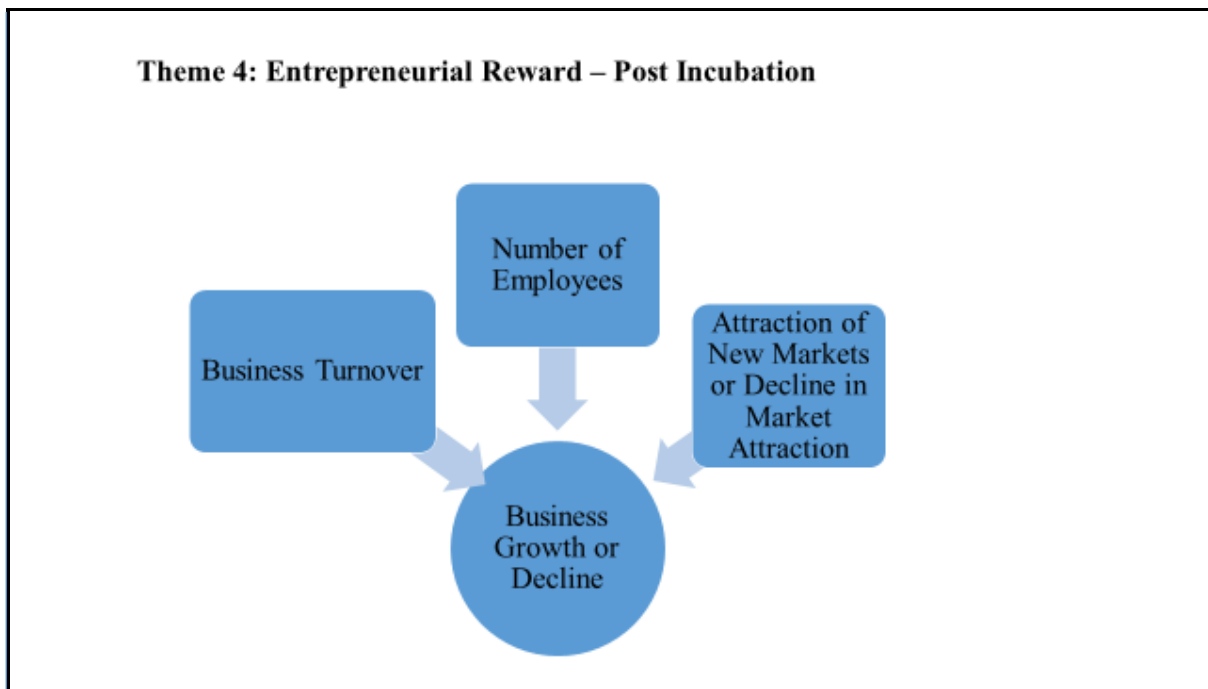 Theme 4: Entrepreneurial Reward – Post Incubation
Number of
Employees
Business Turnover
Attraction of
New Markets
or Decline in
Market
Attraction
Business
Growth or
Decline